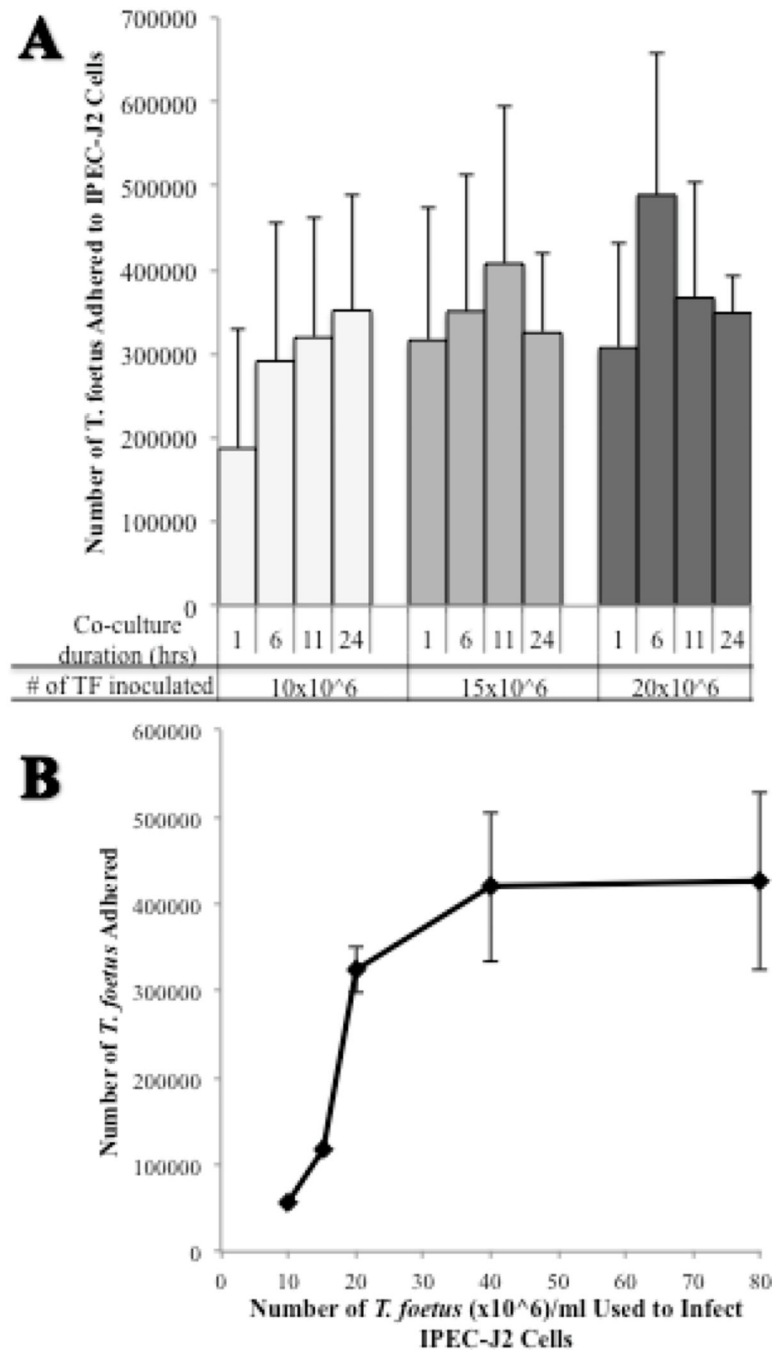 A
Number of T. foetus Adhered to IPEC-J2 Cells
700000
600000
500000
400000
300000
200000
100000
0
Co-culture duration (hrs)
1 6 11 24 1 6 11 24 1 6 11 24
# of TF inoculated 10x10^6 15x10^6 20x10^6
B
Number of T. foetus Adhered
600000
500000
400000
300000
200000
100000
0
0 10 20 30 40 50 60 70 80
Number of T. foetus (x10^6)/ml Used to Infect
IPEC-J2 Cells